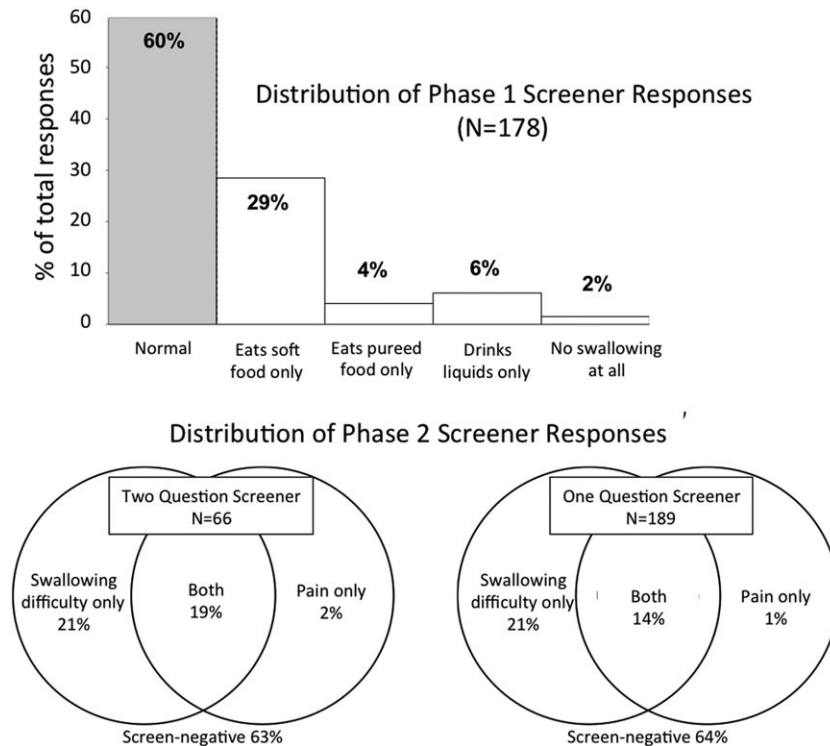 60
50
40
30
20
10
0
% of total responses
60%
29%
4%
6%
2%
Distribution of Phase 1 Screener Responses
(N=178)
Normal
Eats soft
food only
Eats pureed
food only
Drinks
liquids only
No swallowing
at all
Distribution of Phase 2 Screener Responses
Two Question Screener
N=66
Swallowing
difficulty only
21%
Both
19%
Pain only
2%
Screen-negative 63%
One Question Screener
N=189
Swallowing
difficulty only
21%
Both
14%
Pain only
1%
Screen-negative 64%